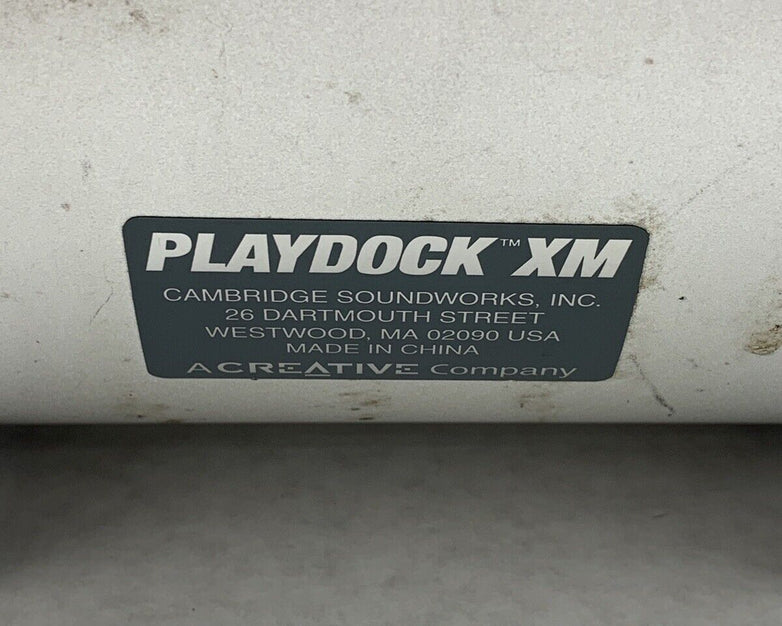 PLAYDOCK™ XM
CAMBRIDGE SOUNDWORKS, INC.
26 DARTMOUTH STREET
WESTWOOD, MA 02090 USA
MADE IN CHINA
A CREATIVE Company